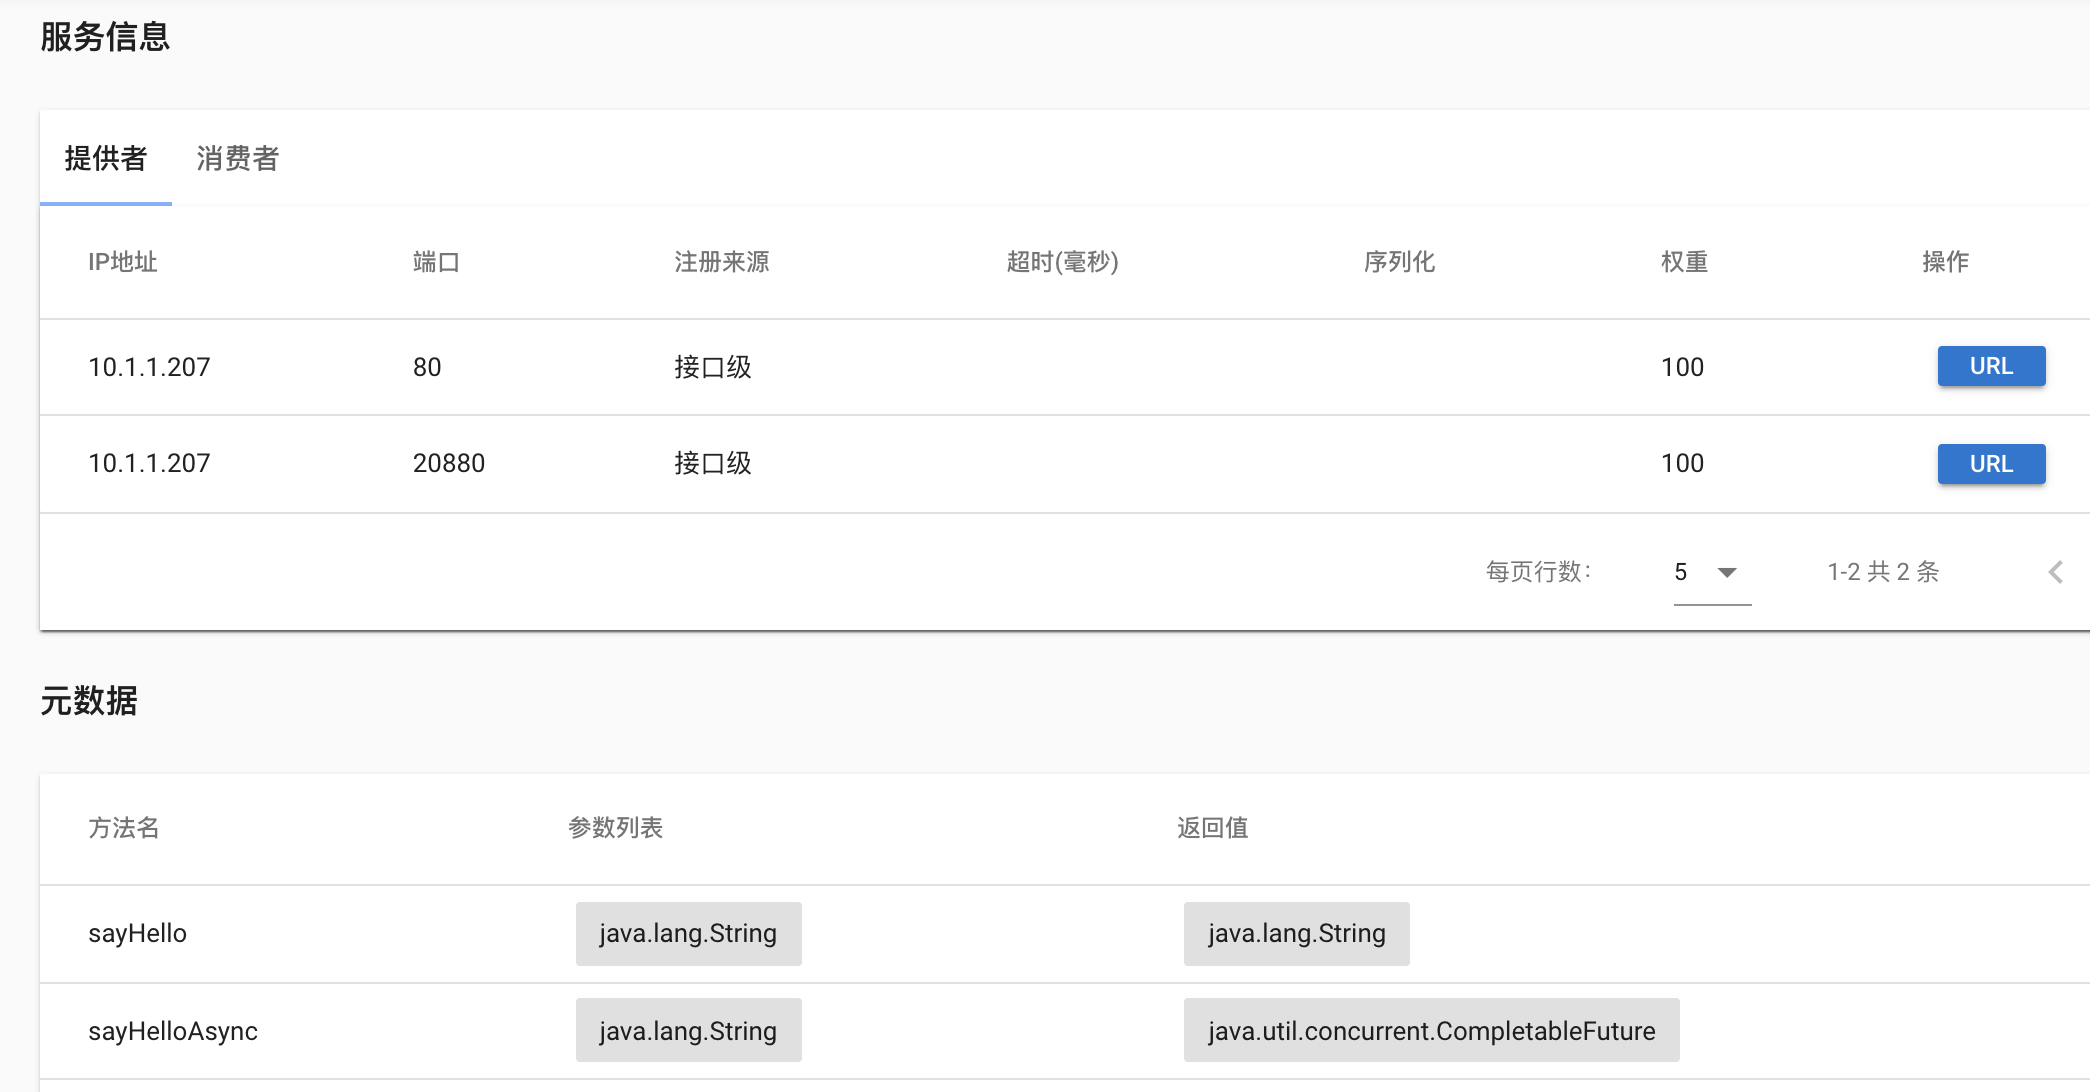 服务信息
提供者 消费者
IP地址 端口 注册来源 超时(毫秒) 序列化 权重 操作
10.1.1.207 80 接口级 100 URL
10.1.1.207 20880 接口级 100 URL
每页行数: 5 1-2 共 2 条
元数据
方法名 参数列表 返回值
sayHello java.lang.String java.lang.String
sayHelloAsync java.lang.String java.util.concurrent.CompletableFuture